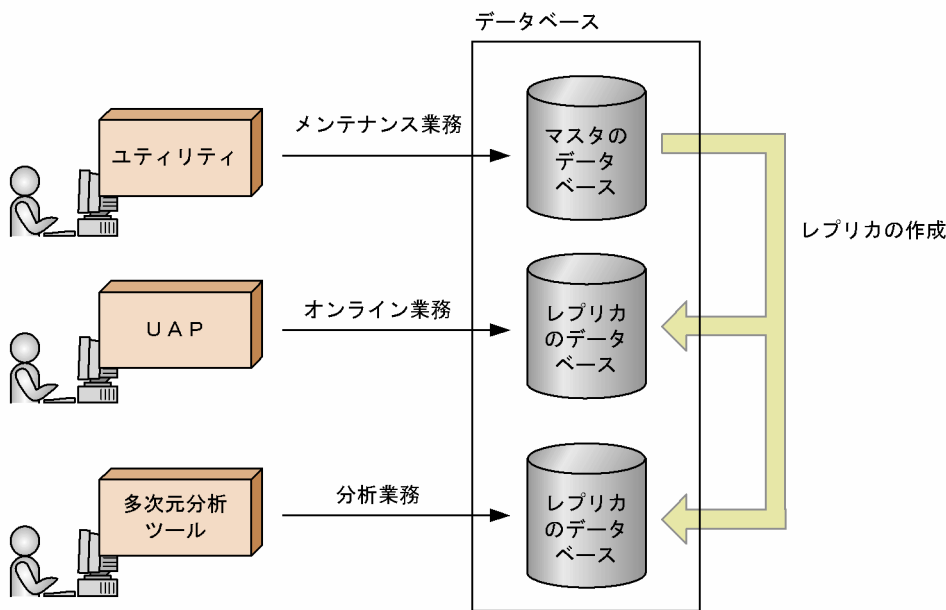 データベース
メンテナンス業務
ユティリティ
マスタの
データ
ベース
レプリカの作成
オンライン業務
ＵＡＰ
レプリカ
のデータ
ベース
分析業務
多次元分析
ツール
レプリカ
のデータ
ベース